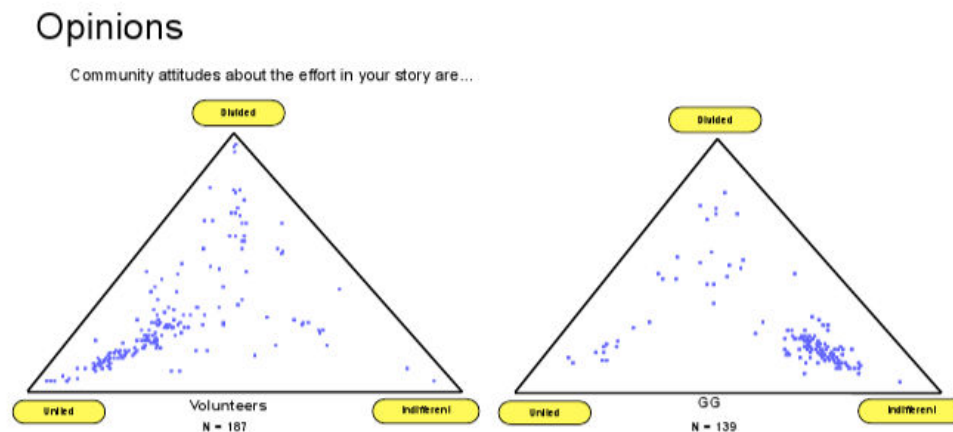 Opinions
Community attitudes about the effort in your story are...
Divided
Divided
United
Volunteers
Indifferent
United
GG
Indifferent
N = 187
N = 139